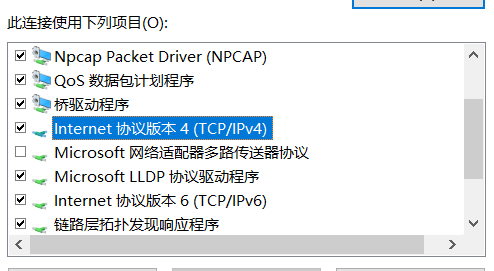 此连接使用下列项目(O):
Npcap Packet Driver (NPCAP)
QoS 数据包计划程序
桥驱动程序
Internet 协议版本 4 (TCP/IPv4)
Microsoft 网络适配器多路传送器协议
Microsoft LLDP 协议驱动程序
Internet 协议版本 6 (TCP/IPv6)
链路层拓扑发现响应程序